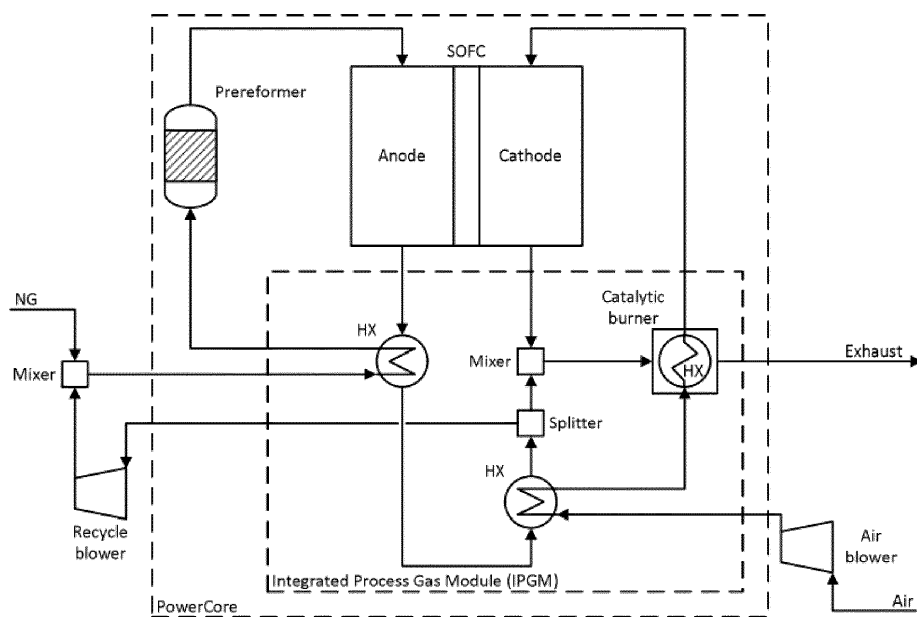 SOFC
Prereformer
Anode
Cathode
NG
HX
Catalytic
burner
Mixer
Mixer
HX
Exhaust
Splitter
HX
Recycle
blower
Air
blower
Integrated Process Gas Module (IPGM)
PowerCore
Air